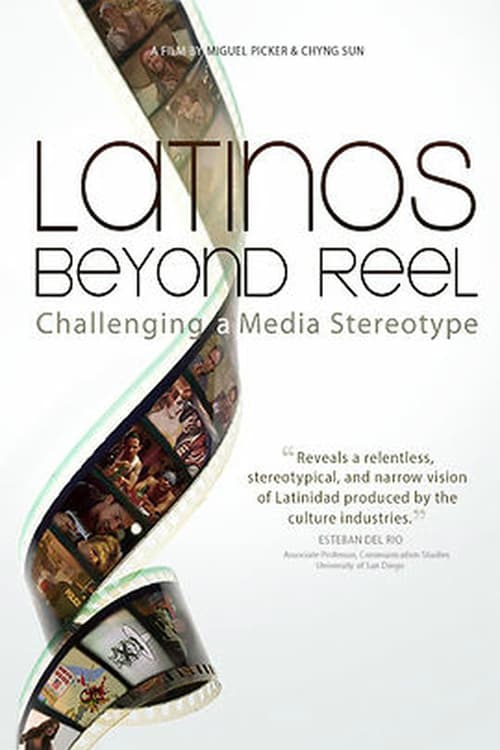 A FILM BY MIGUEL PICKER & CHYNG SUN
LATINOS
BEYOND REEL
Challenging a Media Stereotype
“Reveals a relentless,
stereotypical, and narrow vision
of Latinidad produced by the
culture industries.”
ESTEBAN DEL RIO
Associate Professor, Communication Studies
University of San Diego
POLICE